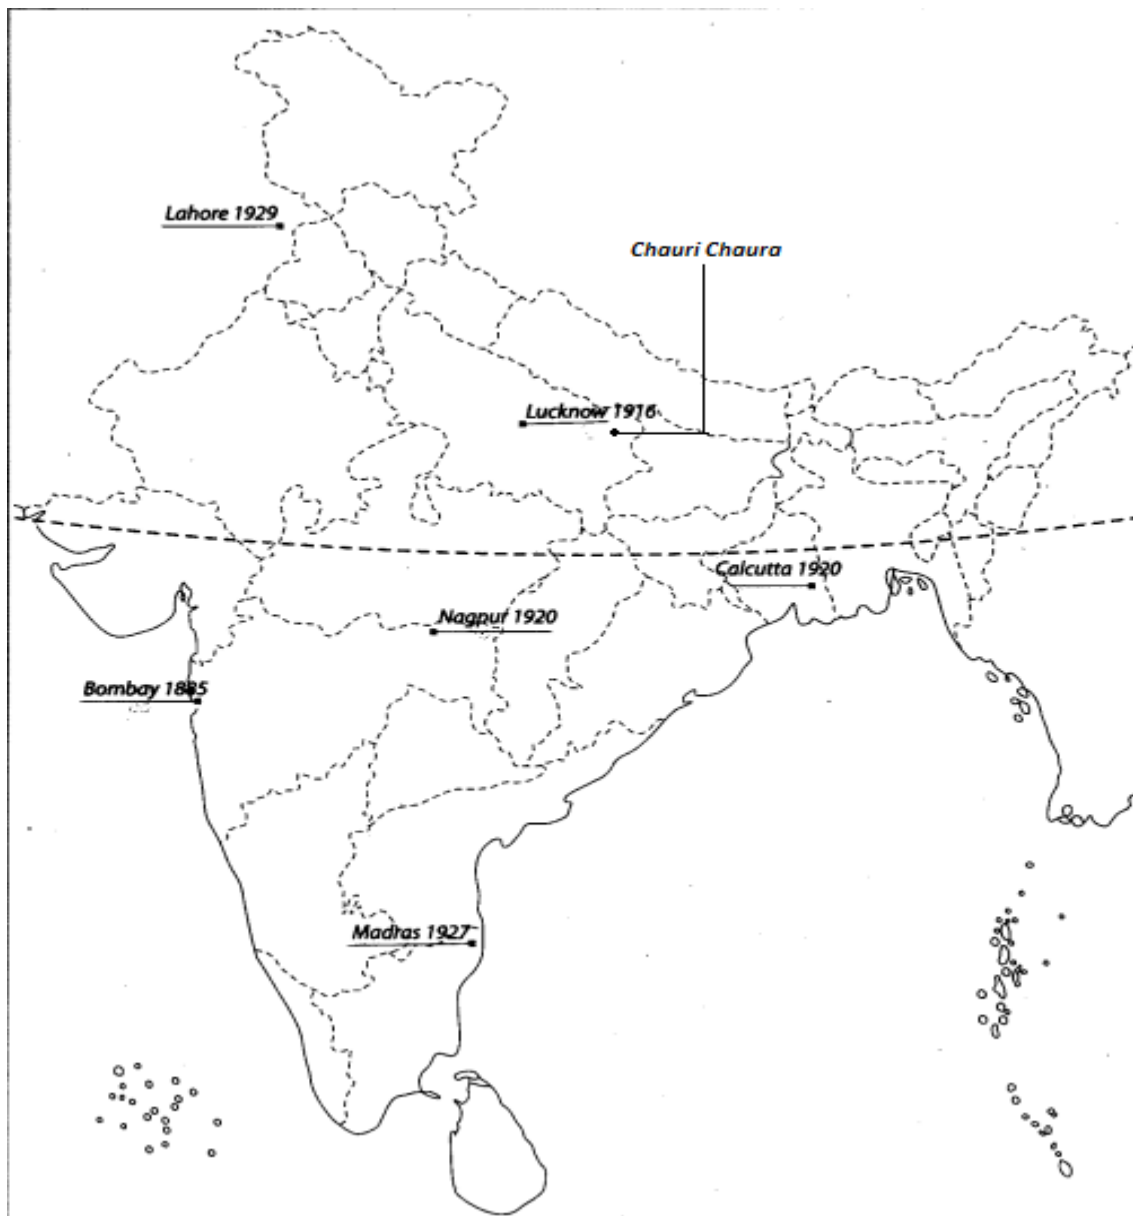 Lahore 1929
Chauri Chaura
Lucknow 1916
Calcutta 1920
Nagpur 1920
Bombay 1885
Madras 1927